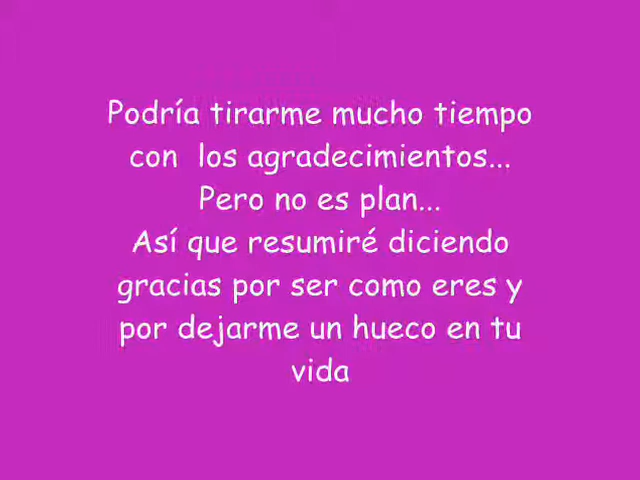 Podría tirarme mucho tiempo
con  los agradecimientos...
Pero no es plan...
Así que resumiré diciendo
gracias por ser como eres y
por dejarme un hueco en tu
vida